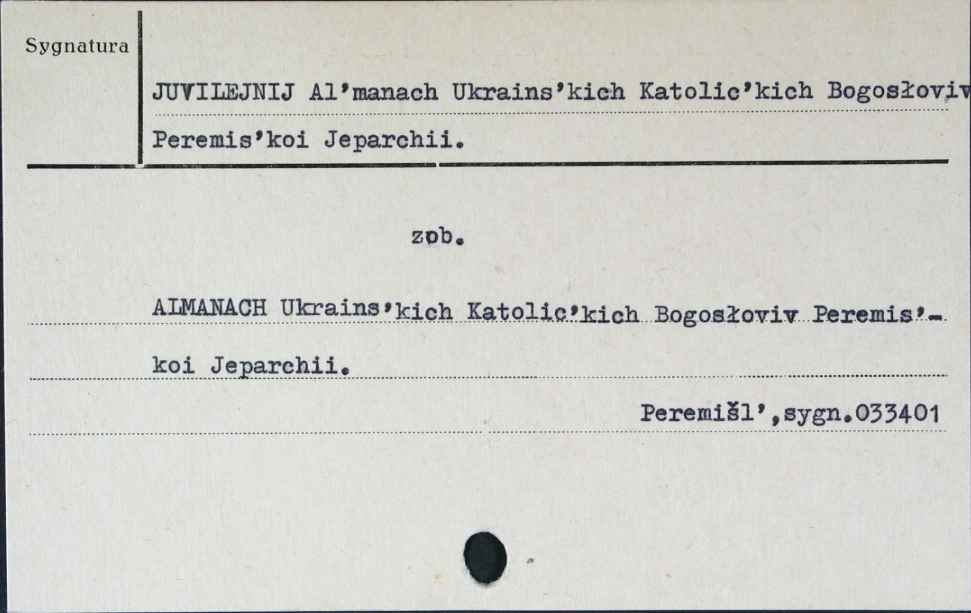 Sygnatura
JUVILEJNIJ Al'manach Ukrains'kich Katolic'kich Bogosłoviv
Peremis'koi Jeparchii.
zob.
ALMANACH Ukrains'kich Katolic'kich Bogosłoviv Peremis'-
koi Jeparchii.
Peremišl',sygn.033401